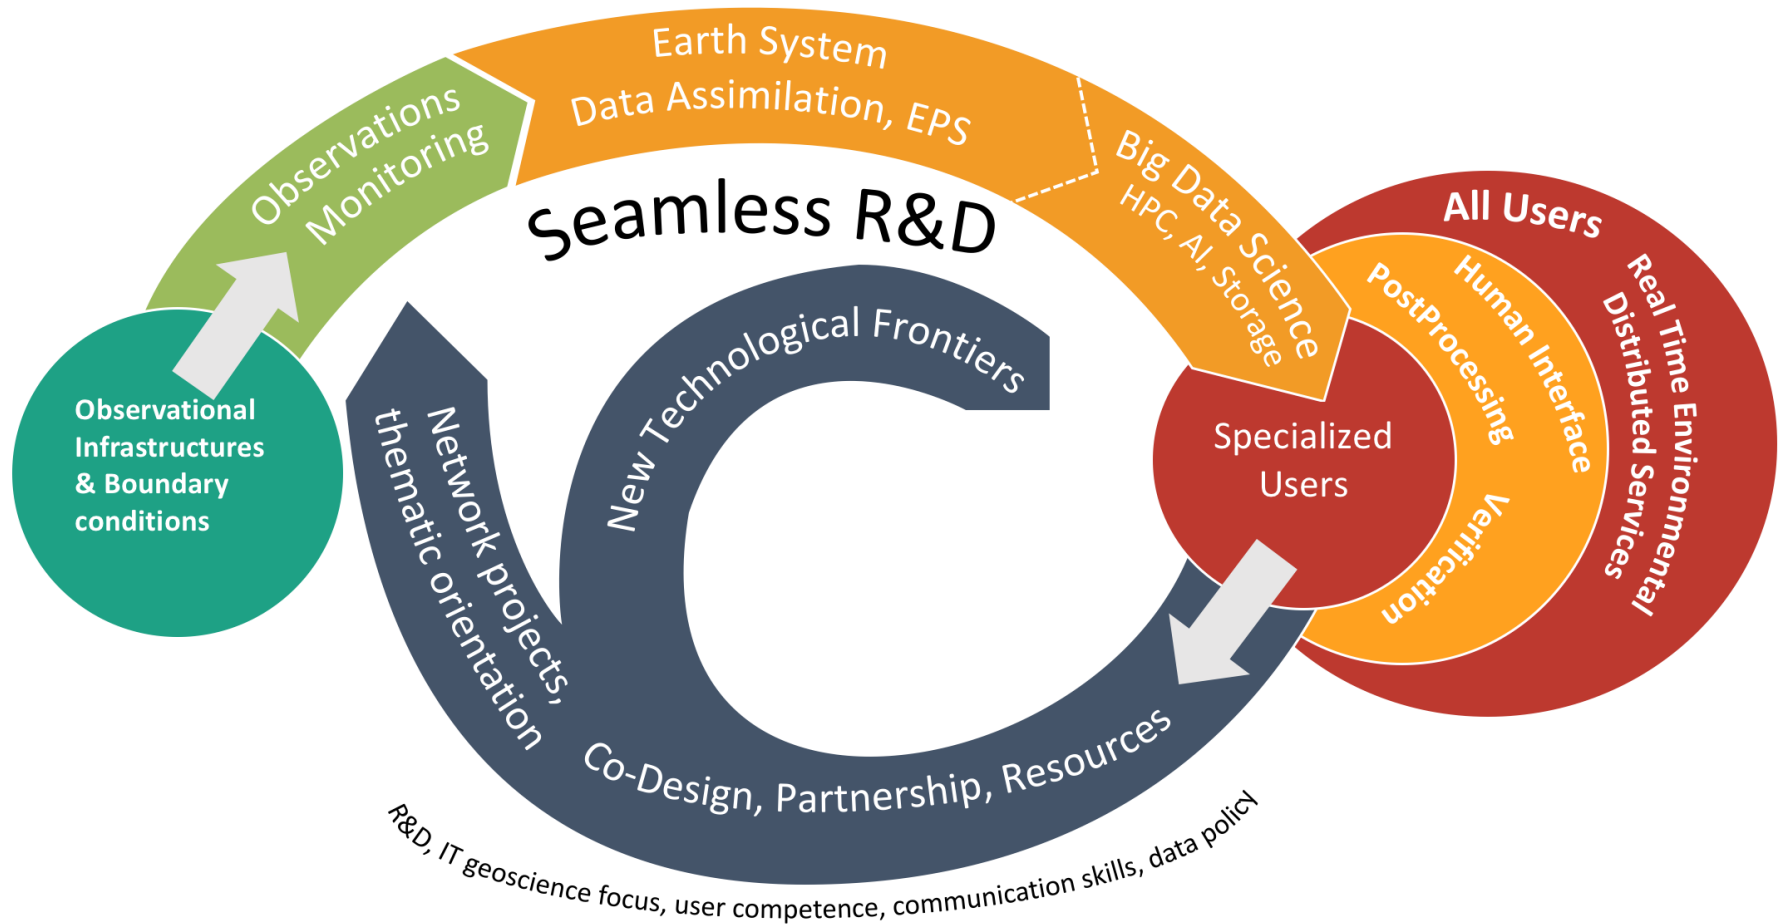 Earth System
Data Assimilation, EPS
Observations
Monitoring
Big Data Science
HPC, AI, Storage
Seamless R&D
All Users
Real Time Environmental
Distributed Services
Human Interface
PostProcessing
Verification
Specialized
Users
New Technological Frontiers
Observational
Infrastructures
& Boundary
conditions
Network projects,
thematic orientation
Co-Design, Partnership, Resources
R&D, IT geoscience focus, user competence, communication skills, data policy